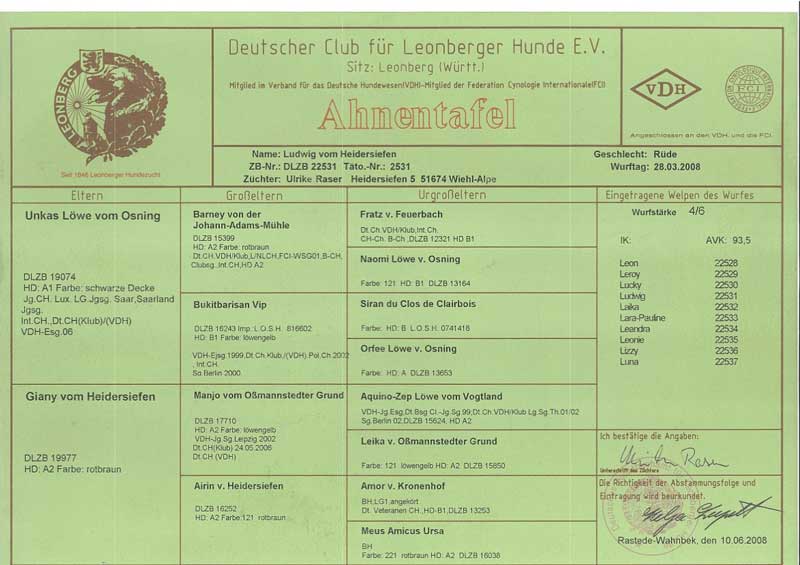 Deutscher Club für Leonberger Hunde E.V.
Sitz: Leonberg (Württ.)
Mitglied im Verband für das Deutsche Hundewesen(VDH)-Mitglied der Federation Cynologie Internationale(FCI)
Ahnentafel
LEONBERG
Seit 1846 Leonberger Hundezucht
VDH
FCI
Angeschlossen an den VDH. und die FCI.
Name: Ludwig vom Heidersiefen
Geschlecht: Rüde
ZB-Nr.: DLZB 22531 Täto.-Nr.: 2531
Wurftag: 28.03.2008
Züchter: Ulrike Raser Heidersiefen 5 51674 Wiehl-Alpe
Eltern
Großeltern
Urgroßeltern
Eingetragene Welpen des Wurfes
Unkas Löwe vom Osning
DLZB 19074
HD: A1 Farbe: schwarze Decke
Jg.CH. Lux. LG.Jgsg. Saar,Saarland
Jgsg.
Int.CH.,Dt.CH(Klub)/(VDH)
VDH-Esg.06
Giany vom Heidersiefen
DLZB 19977
HD: A2 Farbe: rotbraun
Barney von der
Johann-Adams-Mühle
DLZB 15399
HD: A2 Farbe: rotbraun
Dt.CH.VDH/Klub,L/NLCH,FCI-WSG01,B-CH,
Clubsg.,Int.CH,HD A2
Bukitbarisan Vip
DLZB 16243 Imp.:L.O.S.H. 816602
HD: B1 Farbe: löwengelb
VDH-Ejsg.1999,Dt.Ch.Klub,/(VDH),Pol.Ch.2002
, Int.CH.
Sg Berlin 2000
Manjo vom Oßmannstedter Grund
DLZB 17710
HD: A2 Farbe: löwengelb
VDH-Jg.Sg.Leipzig 2002
Dt.CH(Klub) 24.05.2006
Dt.CH (VDH)
Airin v. Heidersiefen
DLZB 16252
HD: A2 Farbe:121 rotbraun
Fratz v. Feuerbach
Dt.Ch.VDH/Klub,Int.Ch.
CH-Ch. B-Ch ,DLZB 12321 HD B1
Naomi Löwe v. Osning
Farbe: 121 HD: B1 DLZB 13164
Siran du Clos de Clairbois
Farbe: HD: B L.O.S.H. 0741418
Orfee Löwe v. Osning
Farbe: HD: A DLZB 13653
Aquino-Zep Löwe vom Vogtland
VDH-Jg.Esg,Dt.Bsg Cl.-Jg.Sg.99;Dt.Ch.VDH/Klub Lg.Sg.Th.01/02
Sg.Berlin 02,DLZB 15624, HD A2
Leika v. Oßmannstedter Grund
Farbe: 121 löwengelb HD: A2 DLZB 15850
Amor v. Kronenhof
BH,LG1,angekört
Dt. Veteranen CH.,HD-B1,DLZB 13253
Meus Amicus Ursa
BH
Farbe: 221 rotbraun HD: A2 DLZB 16038
Wurfstärke 4/6
IK: AVK: 93,5
Leon 22528
Leroy 22529
Lucky 22530
Ludwig 22531
Laika 22532
Lara-Pauline 22533
Leandra 22534
Leonie 22535
Lizzy 22536
Luna 22537
Ich bestätige die Angaben:
Unterschrift des Züchters
Die Richtigkeit der Abstammungsfolge und
Eintragung wird beurkundet.
Rastede-Wahnbek, den 10.06.2008